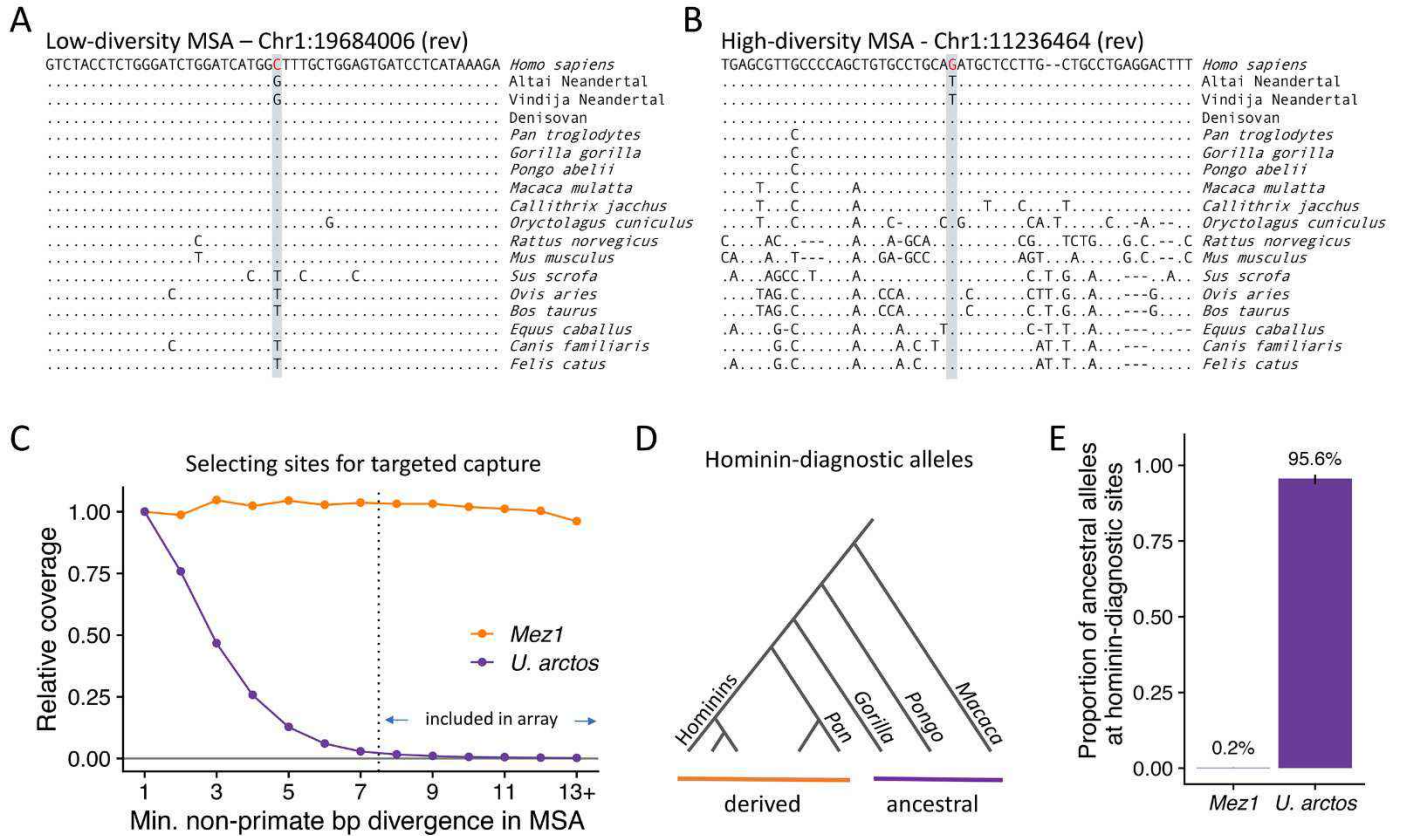 A
Low-diversity MSA – Chr1:19684006 (rev)
GTCTACCTCTGGGATCTGGATCATGGCTTTGCTGGAGTGATCCTCATAAAGA Homo sapiens
..........................G......................... Altai Neandertal
..........................G......................... Vindija Neandertal
.................................................... Denisovan
.................................................... Pan troglodytes
.................................................... Gorilla gorilla
.................................................... Pongo abelii
.................................................... Macaca mulatta
.................................................... Callithrix jacchus
................................G................... Oryctolagus cuniculus
.................C.................................. Rattus norvegicus
.................T.................................. Mus musculus
.......................C..T..C.....C................ Sus scrofa
..............C...........T......................... Ovis aries
..........................T......................... Bos taurus
.................................................... Equus caballus
..............C...........T......................... Canis familiaris
..........................T......................... Felis catus
B
High-diversity MSA - Chr1:11236464 (rev)
TGAGCGTTGCCCCAGCTGTGCCTGCAGATGCTCCTTG--CTGCCTGAGGACTTT Homo sapiens
..........................T........................... Altai Neandertal
..........................T........................... Vindija Neandertal
...................................................... Denisovan
........C............................................. Pan troglodytes
........C............................................. Gorilla gorilla
........C............................................. Pongo abelii
....T...C......A...................................... Macaca mulatta
....T...C......A..............T...C....T.............. Callithrix jacchus
....T...C......A...C-....C.G.......CA.T.....C..-A-.... Oryctolagus cuniculus
C....AC..---...A...A-GCA..........CG...TCTG...G.C.--.C Rattus norvegicus
CA...A..T---...A..GA-GCC..........AGT...A.....G.C.--.C Mus musculus
.A...AGCC.T....A...................C.T.G..A...---..A.. Sus scrofa
....TAG.C......A..CCA.......C......CTT.G..A...---G.... Ovis aries
....TAG.C......A..CCA.......C......C.T.G..A...---G.... Bos taurus
.A....G-C......A....A....T.........C-T.T..A...---...-- Equus caballus
......G.C......A....A.C.T...........AT.T..A...---..... Canis familiaris
.A....G.C......A....A.C.............AT.T..A...---..... Felis catus
C
Selecting sites for targeted capture
Relative coverage
1.00
0.75
0.50
0.25
0.00
Mez1
U. arctos
included in array
1 3 5 7 9 11 13+
Min. non-primate bp divergence in MSA
D
Hominin-diagnostic alleles
Hominins
Pan
Gorilla
Pongo
Macaca
derived
ancestral
E
Proportion of ancestral alleles
at hominin-diagnostic sites
1.00
0.75
0.50
0.25
0.00
95.6%
0.2%
Mez1 U. arctos